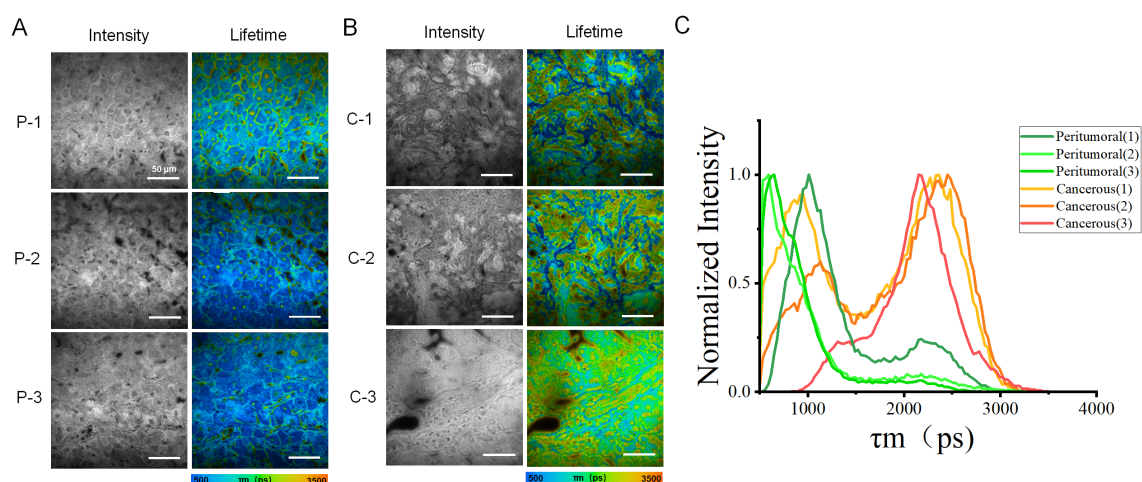 A
Intensity
Lifetime
P-1
50 µm
P-2
P-3
500 τm (ps) 3500
B
Intensity
Lifetime
C-1
C-2
C-3
500 τm (ps) 3500
C
Normalized Intensity
1.0
0.5
0.0
1000
2000
3000
4000
τm（ps)
Peritumoral(1)
Peritumoral(2)
Peritumoral(3)
Cancerous(1)
Cancerous(2)
Cancerous(3)